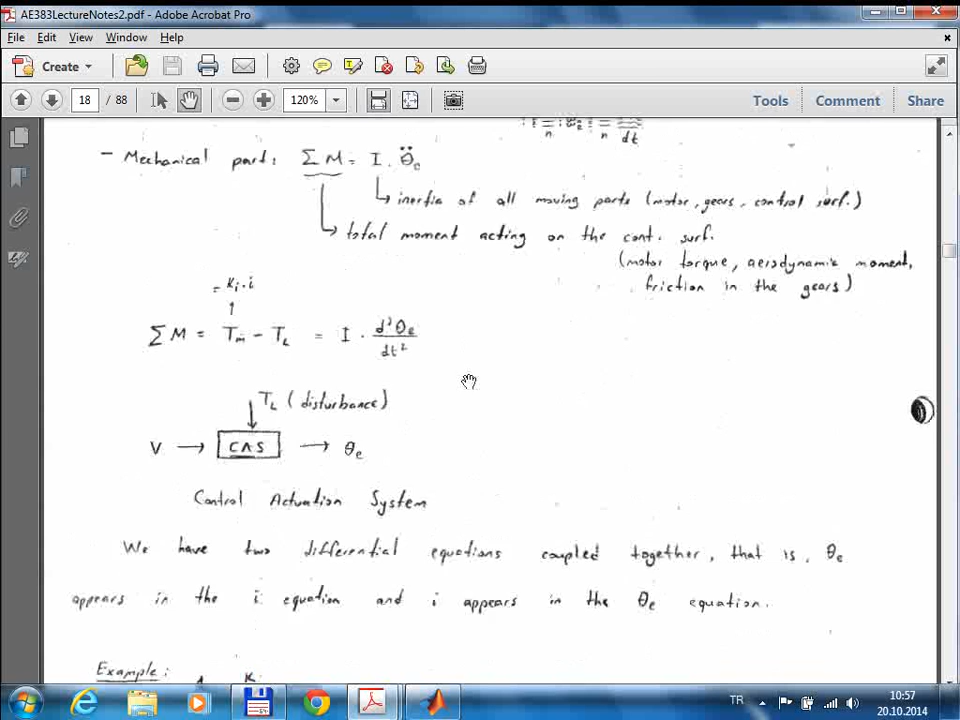 AE383LectureNotes2.pdf - Adobe Acrobat Pro
File Edit View Window Help
Create
18 / 88 120% Tools Comment Share
n n dt
- Mechanical part: ΣM = I . θ̈e
inertia of all moving parts (motor, gears, control surf.)
total moment acting on the cont. surf.
(motor torque, aerodynamic moment,
friction in the gears)
= Ki . i
ΣM = Tm - TL = I . d²θe
dt²
TL (disturbance)
V → CAS → θe
Control Actuation System
We have two differential equations coupled together, that is, θe
appears in the i equation and i appears in the θe equation.
Example:
TR 10:57
20.10.2014